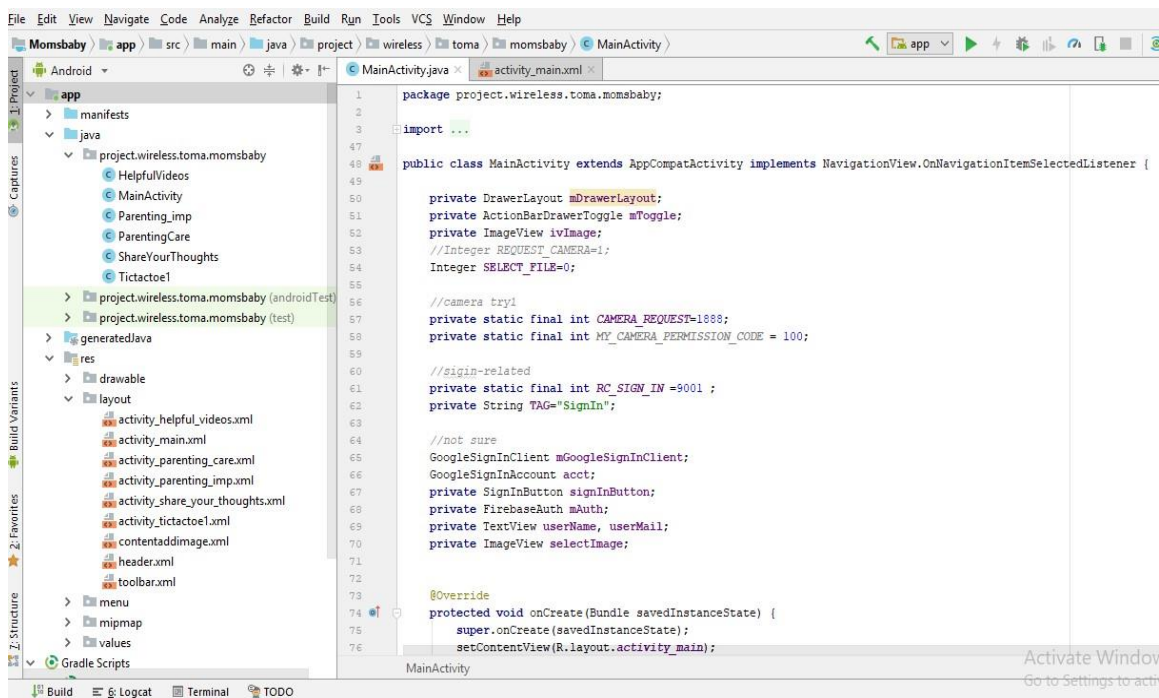 File Edit View Navigate Code Analyze Refactor Build Run Tools VCS Window Help
Momsbaby app src main java project wireless toma momsbaby MainActivity app
Android
MainActivity.java activity_main.xml
1: Project
Captures
Build Variants
2: Favorites
7: Structure
app
manifests
java
project.wireless.toma.momsbaby
HelpfulVideos
MainActivity
Parenting_imp
ParentingCare
ShareYourThoughts
Tictactoe1
project.wireless.toma.momsbaby (androidTest)
project.wireless.toma.momsbaby (test)
generatedJava
res
drawable
layout
activity_helpful_videos.xml
activity_main.xml
activity_parenting_care.xml
activity_parenting_imp.xml
activity_share_your_thoughts.xml
activity_tictactoe1.xml
contentaddimage.xml
header.xml
toolbar.xml
menu
mipmap
values
Gradle Scripts
1 package project.wireless.toma.momsbaby;
2
3 import ...
47
48 public class MainActivity extends AppCompatActivity implements NavigationView.OnNavigationItemSelectedListener {
49
50 private DrawerLayout mDrawerLayout;
51 private ActionBarDrawerToggle mToggle;
52 private ImageView ivImage;
53 //Integer REQUEST_CAMERA=1;
54 Integer SELECT_FILE=0;
55
56 //camera try1
57 private static final int CAMERA_REQUEST=1888;
58 private static final int MY_CAMERA_PERMISSION_CODE = 100;
59
60 //sigin-related
61 private static final int RC_SIGN_IN =9001 ;
62 private String TAG="SignIn";
63
64 //not sure
65 GoogleSignInClient mGoogleSignInClient;
66 GoogleSignInAccount acct;
67 private SignInButton signInButton;
68 private FirebaseAuth mAuth;
69 private TextView userName, userMail;
70 private ImageView selectImage;
71
72
73 @Override
74 protected void onCreate(Bundle savedInstanceState) {
75 super.onCreate(savedInstanceState);
76 setContentView(R.layout.activity_main);
MainActivity
Activate Window
Go to Settings to acti
Build 6: Logcat Terminal TODO